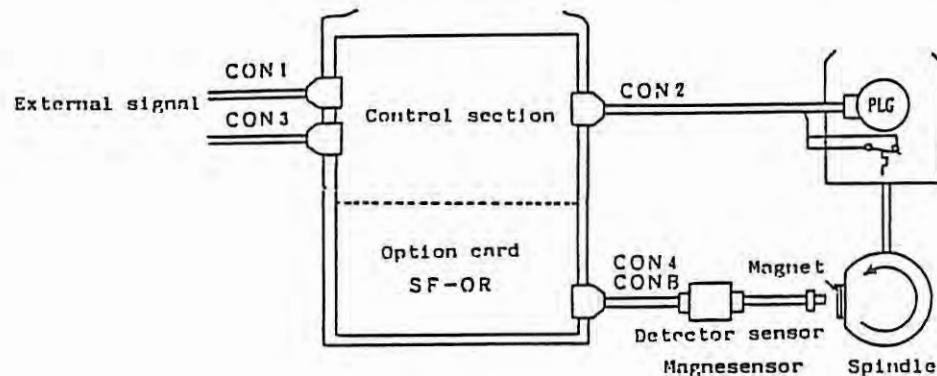 CON1
External signal
CON3
Control section
CON2
PLG
Option card
SF-OR
CON4
CONB
Magnet
Detector sensor
Magnesensor
Spindle